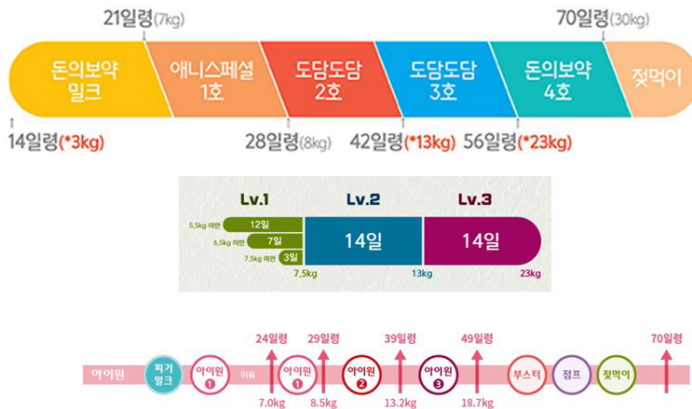 21일령(7kg)
70일령(30kg)
돈의보약
밀크
애니스페셜
1호
도담도담
2호
도담도담
3호
돈의보약
4호
젖먹이
14일령(*3kg)
28일령(8kg)
42일령(*13kg)
56일령(*23kg)
Lv.1
Lv.2
Lv.3
5.5kg 미만
12일
6.5kg 미만
7일
7.5kg 미만
3일
14일
14일
7.5kg
13kg
23kg
24일령
29일령
39일령
49일령
70일령
아이원
피기
밀크
아이원
1
이유
아이원
1
아이원
2
아이원
3
부스터
점프
젖먹이
7.0kg
8.5kg
13.2kg
18.7kg